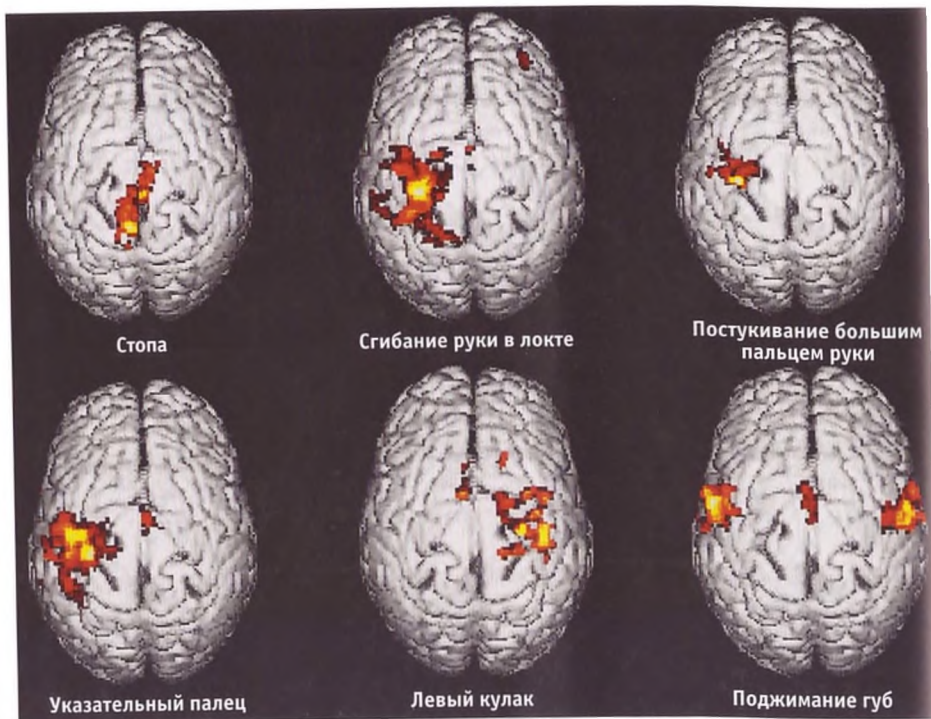 Стопа
Сгибание руки в локте
Постукивание большим
пальцем руки
Указательный палец
Левый кулак
Поджимание губ